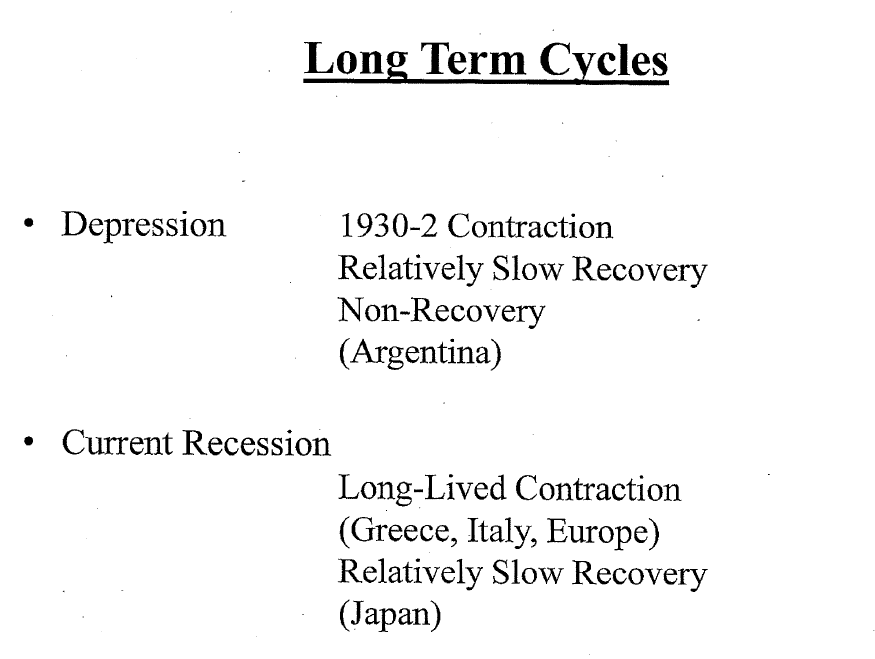 Long Term Cycles
• Depression 1930-2 Contraction
Relatively Slow Recovery
Non-Recovery
(Argentina)
• Current Recession
Long-Lived Contraction
(Greece, Italy, Europe)
Relatively Slow Recovery
(Japan)